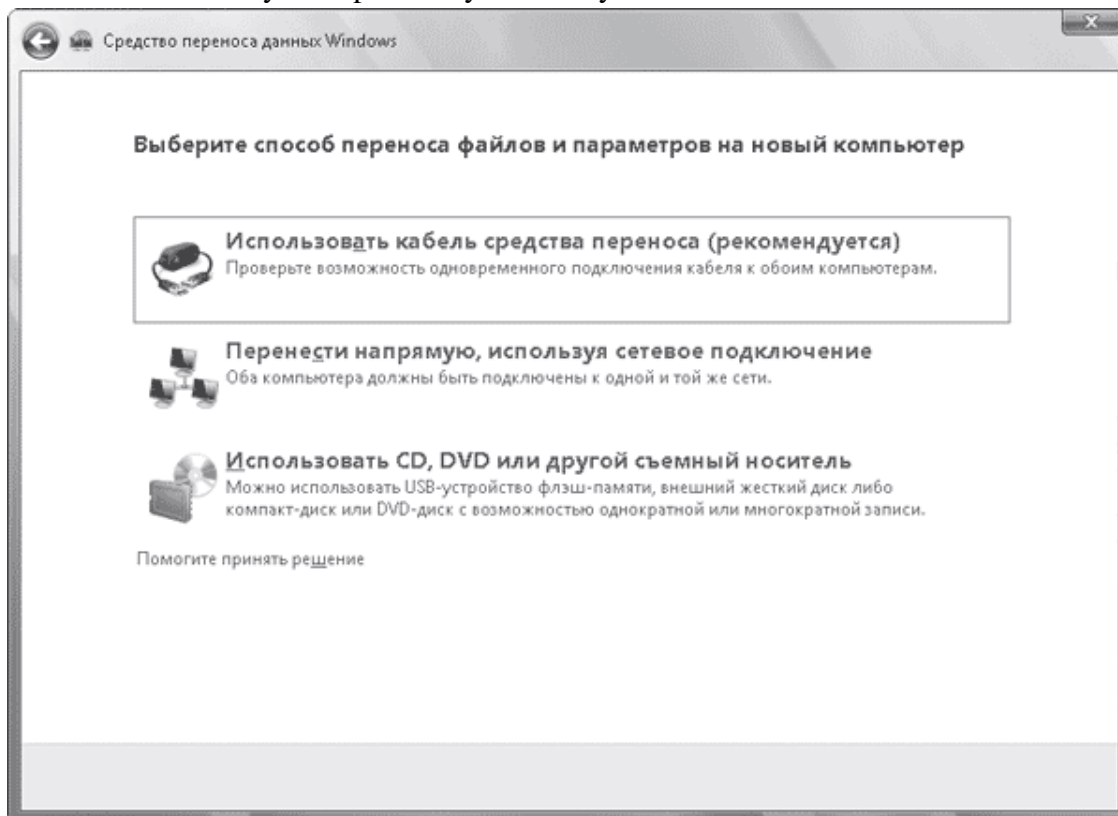 Средство переноса данных Windows
Выберите способ переноса файлов и параметров на новый компьютер
Использовать кабель средства переноса (рекомендуется)
Проверьте возможность одновременного подключения кабеля к обоим компьютерам.
Перенести напрямую, используя сетевое подключение
Оба компьютера должны быть подключены к одной и той же сети.
Использовать CD, DVD или другой съемный носитель
Можно использовать USB-устройство флэш-памяти, внешний жесткий диск либо
компакт-диск или DVD-диск с возможностью однократной или многократной записи.
Помогите принять решение